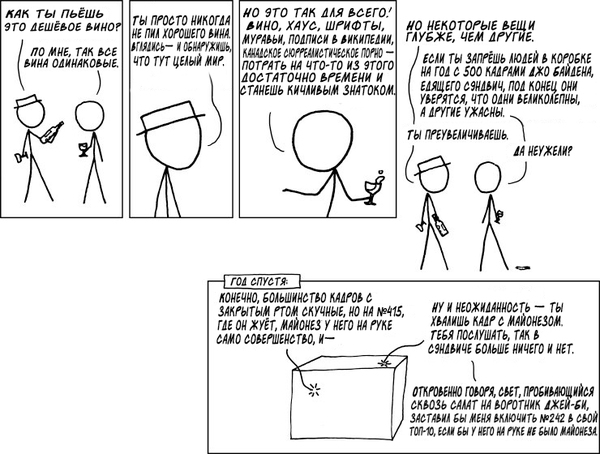 КАК ТЫ ПЬЁШЬ
ЭТО ДЕШЁВОЕ ВИНО?
ПО МНЕ, ТАК ВСЕ
ВИНА ОДИНАКОВЫЕ.
ТЫ ПРОСТО НИКОГДА
НЕ ПИЛ ХОРОШЕГО ВИНА.
ВГЛЯДИСЬ — И ОБНАРУЖИШЬ,
ЧТО ТУТ ЦЕЛЫЙ МИР.
НО ЭТО ТАК ДЛЯ ВСЕГО!
ВИНО, ХАУС, ШРИФТЫ,
МУРАВЬИ, ПОДПИСИ В ВИКИПЕДИИ,
КАНАДСКОЕ СЮРРЕАЛИСТИЧЕСКОЕ ПОРНО —
ПОТРАТЬ НА ЧТО-ТО ИЗ ЭТОГО
ДОСТАТОЧНО ВРЕМЕНИ И
СТАНЕШЬ КИЧЛИВЫМ ЗНАТОКОМ.
НО НЕКОТОРЫЕ ВЕЩИ
ГЛУБЖЕ, ЧЕМ ДРУГИЕ.
ЕСЛИ ТЫ ЗАПРЁШЬ ЛЮДЕЙ В КОРОБКЕ
НА ГОД С 500 КАДРАМИ ДЖО БАЙДЕНА,
ЕДЯЩЕГО СЭНДВИЧ, ПОД КОНЕЦ ОНИ
УВЕРЯТСЯ, ЧТО ОДНИ ВЕЛИКОЛЕПНЫ,
А ДРУГИЕ УЖАСНЫ.
ТЫ ПРЕУВЕЛИЧИВАЕШЬ.
ДА НЕУЖЕЛИ?
ГОД СПУСТЯ:
КОНЕЧНО, БОЛЬШИНСТВО КАДРОВ С
ЗАКРЫТЫМ РТОМ СКУЧНЫЕ, НО НА №415,
ГДЕ ОН ЖУЁТ, МАЙОНЕЗ У НЕГО НА РУКЕ
САМО СОВЕРШЕНСТВО, И—
НУ И НЕОЖИДАННОСТЬ — ТЫ
ХВАЛИШЬ КАДР С МАЙОНЕЗОМ.
ТЕБЯ ПОСЛУШАТЬ, ТАК В
СЭНДВИЧЕ БОЛЬШЕ НИЧЕГО И НЕТ.
ОТКРОВЕННО ГОВОРЯ, СВЕТ, ПРОБИВАЮЩИЙСЯ
СКВОЗЬ САЛАТ НА ВОРОТНИК ДЖЕЙ-БИ,
ЗАСТАВИЛ БЫ МЕНЯ ВКЛЮЧИТЬ №242 В СВОЙ
ТОП-10, ЕСЛИ БЫ У НЕГО НА РУКЕ НЕ БЫЛО МАЙОНЕЗА.